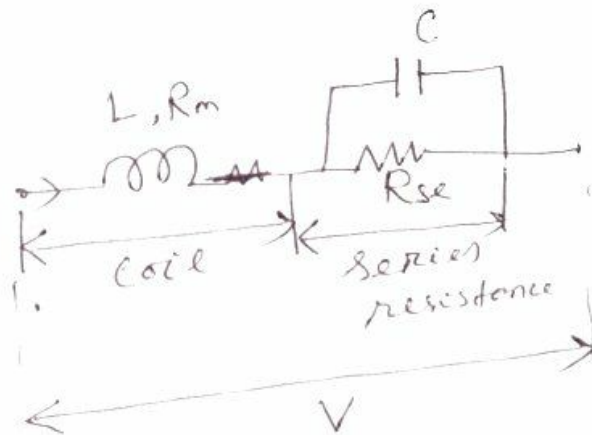 C
L, Rm
Rse
coil
series
resistance
V